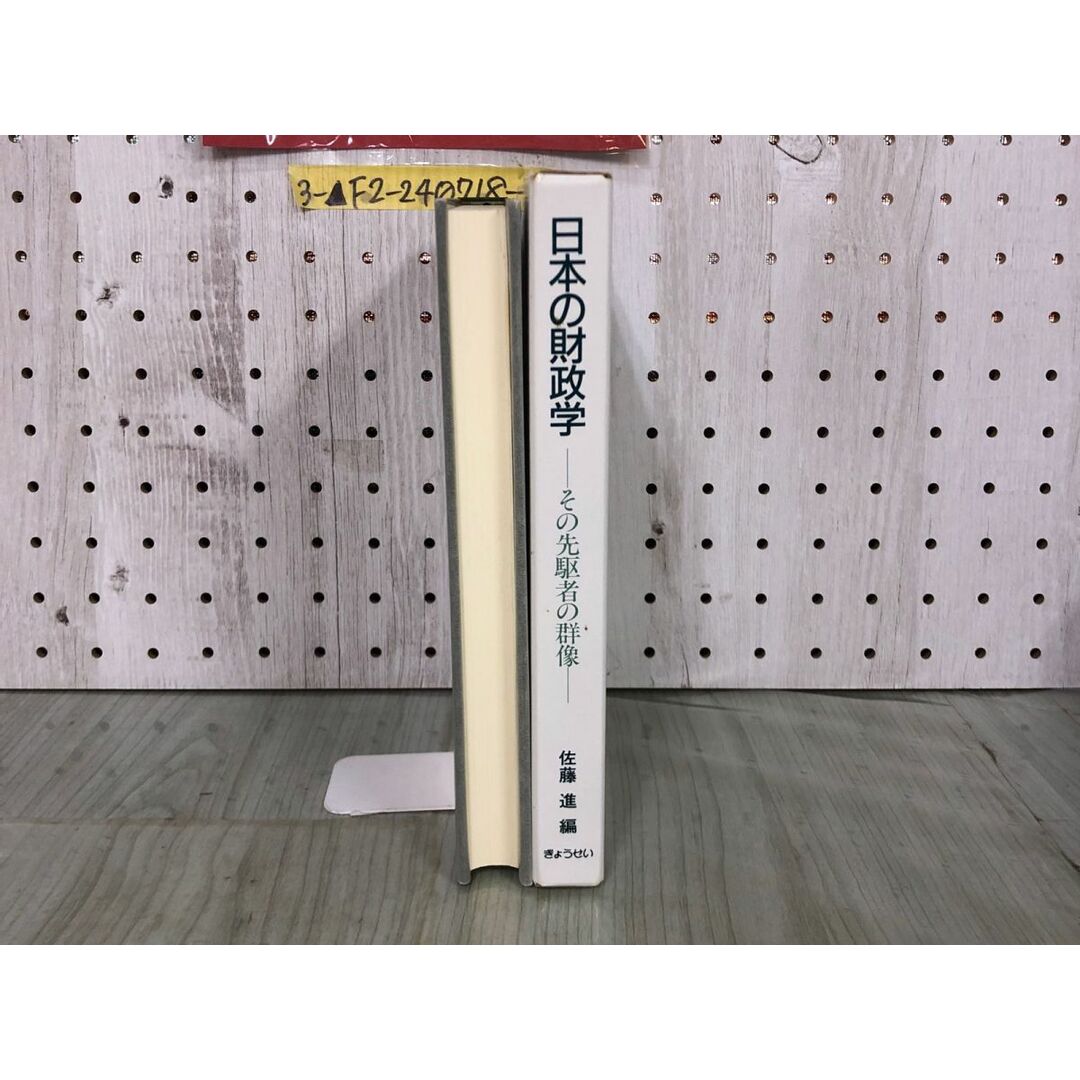 3-▲F2-240718-
日本の財政学
―その先駆者の群像―
佐藤 進 編
ぎょうせい